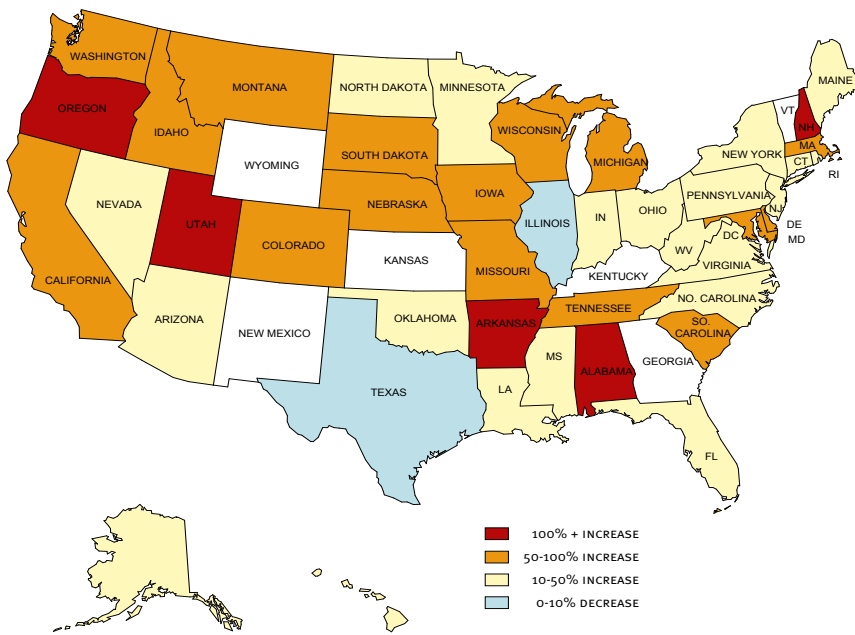 WASHINGTON
MONTANA
NORTH DAKOTA
MINNESOTA
MAINE
VT
NH
OREGON
IDAHO
WISCONSIN
MA
NEW YORK
CT
RI
WYOMING
SOUTH DAKOTA
MICHIGAN
IOWA
PENNSYLVANIA
NEVADA
NEBRASKA
NJ
OHIO
IN
ILLINOIS
UTAH
COLORADO
DE
DC
MD
WV
VIRGINIA
KANSAS
MISSOURI
KENTUCKY
CALIFORNIA
NO. CAROLINA
TENNESSEE
ARIZONA
OKLAHOMA
ARKANSAS
SO.
CAROLINA
NEW MEXICO
MS
GEORGIA
ALABAMA
TEXAS
LA
FL
100% + INCREASE
50-100% INCREASE
10-50% INCREASE
0-10% DECREASE